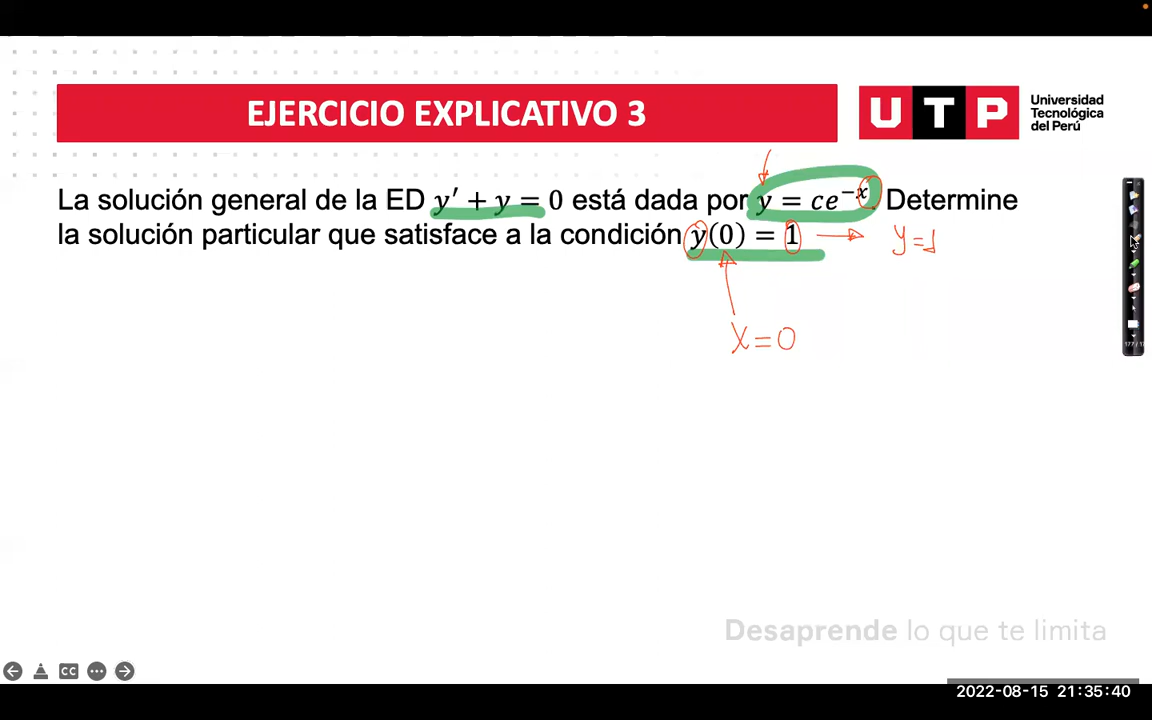 EJERCICIO EXPLICATIVO 3
UTP
Universidad
Tecnológica
del Perú
La solución general de la ED y′ + y = 0 está dada por y = ce^{−x}. Determine
la solución particular que satisface a la condición y(0) = 1 → y=1
x=0
Desaprende lo que te limita
CC
2022-08-15 21:35:40